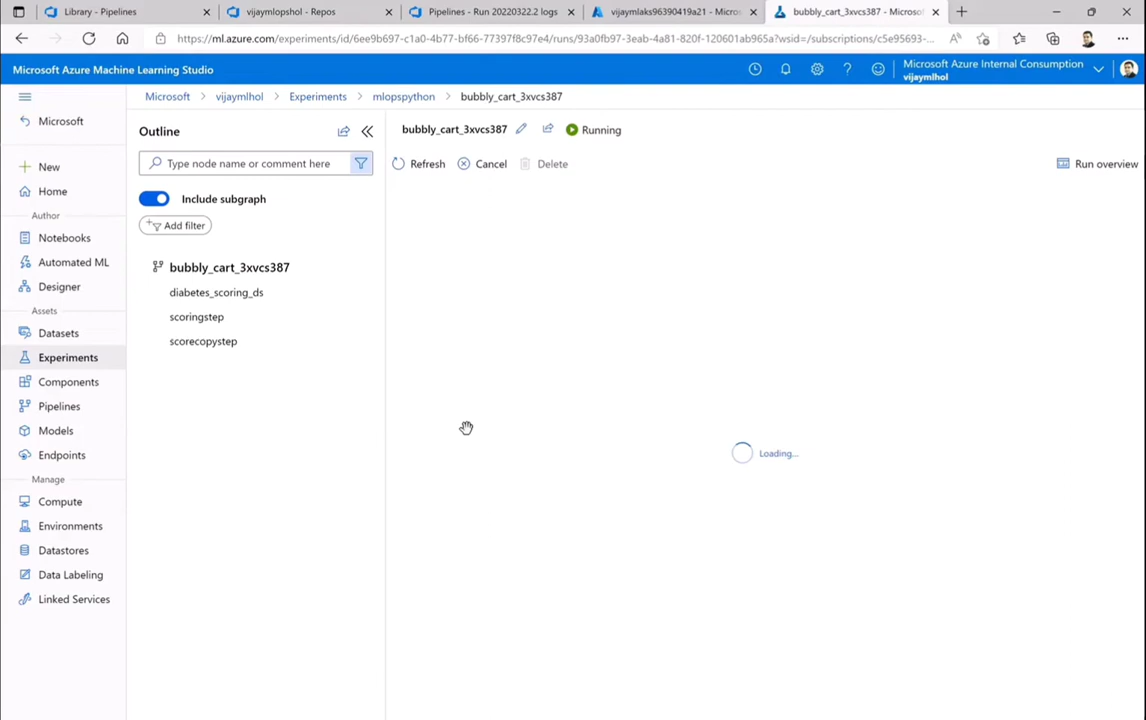 Library - Pipelines
vijaymlopshol - Repos
Pipelines - Run 20220322.2 logs
vijaymlaks96390419a21 - Micros
bubbly_cart_3xvcs387 - Microsof
https://ml.azure.com/experiments/id/6ee9b697-c1a0-4b77-bf66-77397f8c97e4/runs/93a0fb97-3eab-4a81-820f-120601ab965a?wsid=/subscriptions/c5e95693-...
Microsoft Azure Machine Learning Studio
Microsoft Azure Internal Consumption
vijaymlhol
Microsoft > vijaymlhol > Experiments > mlopspython > bubbly_cart_3xvcs387
Microsoft
New
Home
Author
Notebooks
Automated ML
Designer
Assets
Datasets
Experiments
Components
Pipelines
Models
Endpoints
Manage
Compute
Environments
Datastores
Data Labeling
Linked Services
Outline
Type node name or comment here
Include subgraph
Add filter
bubbly_cart_3xvcs387
diabetes_scoring_ds
scoringstep
scorecopystep
bubbly_cart_3xvcs387 Running
Refresh Cancel Delete
Run overview
Loading...